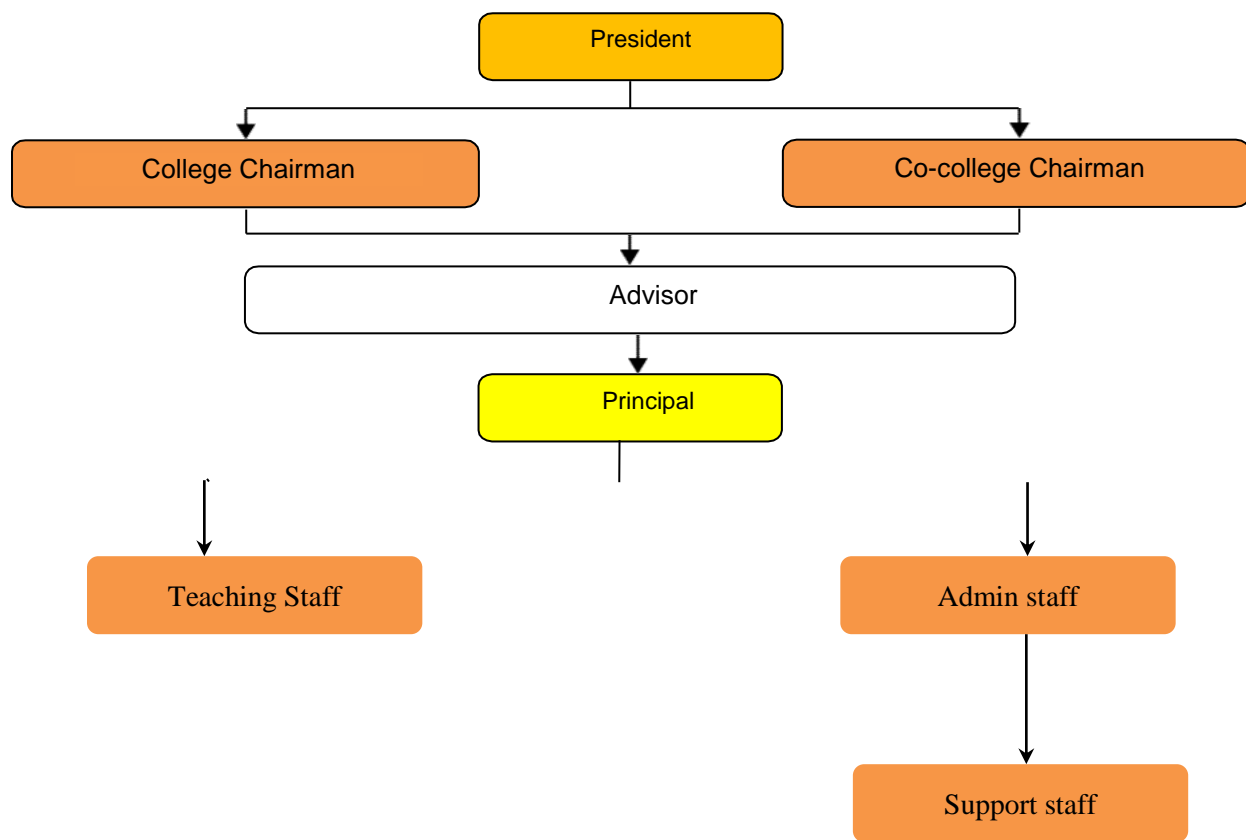 President
College Chairman
Co-college Chairman
Advisor
Principal
Teaching Staff
Admin staff
Support staff